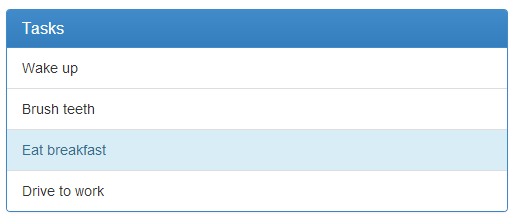 Tasks
Wake up
Brush teeth
Eat breakfast
Drive to work